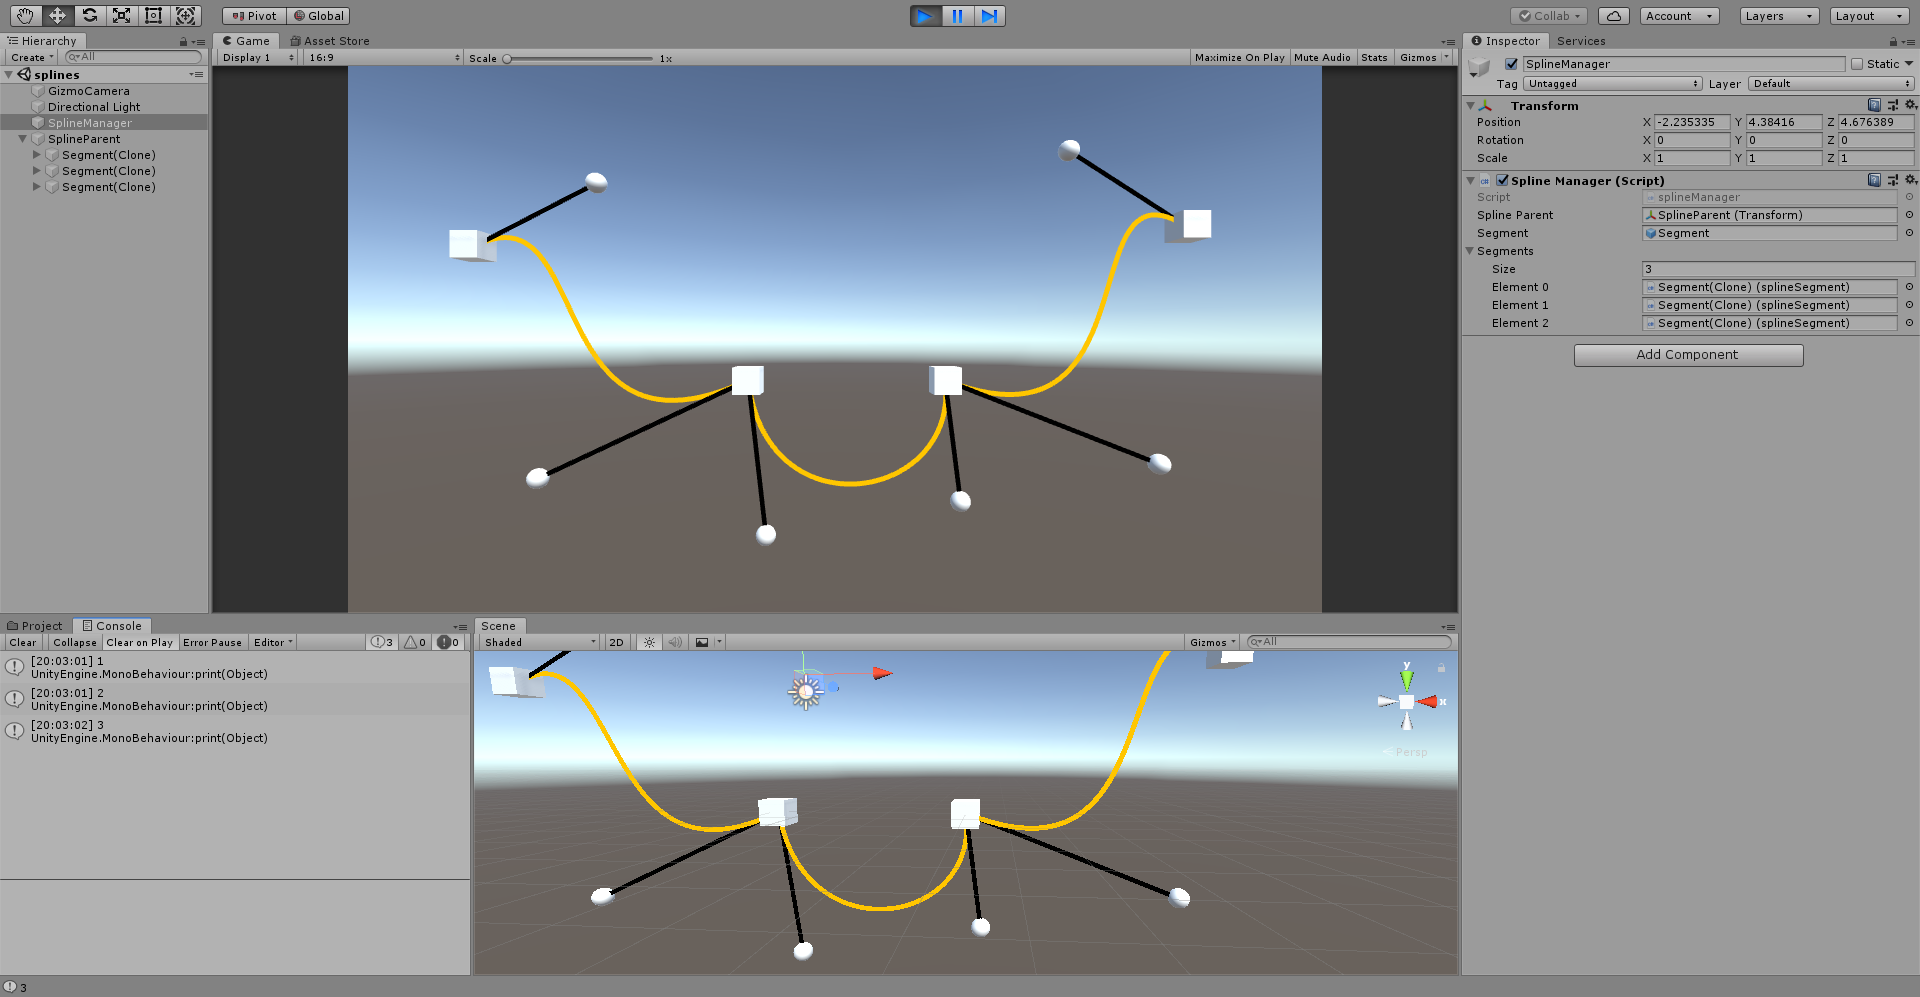 Pivot Global Collab Account Layers Layout
Hierarchy
Create All
splines
GizmoCamera
Directional Light
SplineManager
SplineParent
Segment(Clone)
Segment(Clone)
Segment(Clone)
Game Asset Store
Display 1 16:9 Scale 1x Maximize On Play Mute Audio Stats Gizmos
Inspector Services
SplineManager Static
Tag Untagged Layer Default
Transform
Position X -2.235335 Y 4.38416 Z 4.676389
Rotation X 0 Y 0 Z 0
Scale X 1 Y 1 Z 1
Spline Manager (Script)
Script splineManager
Spline Parent SplineParent (Transform)
Segment Segment
Segments
Size 3
Element 0 Segment(Clone) (splineSegment)
Element 1 Segment(Clone) (splineSegment)
Element 2 Segment(Clone) (splineSegment)
Add Component
Project Console
Clear Collapse Clear on Play Error Pause Editor 3 0 0
[20:03:01] 1
UnityEngine.MonoBehaviour:print(Object)
[20:03:01] 2
UnityEngine.MonoBehaviour:print(Object)
[20:03:02] 3
UnityEngine.MonoBehaviour:print(Object)
Scene
Shaded 2D Gizmos All
y
x
Persp
3